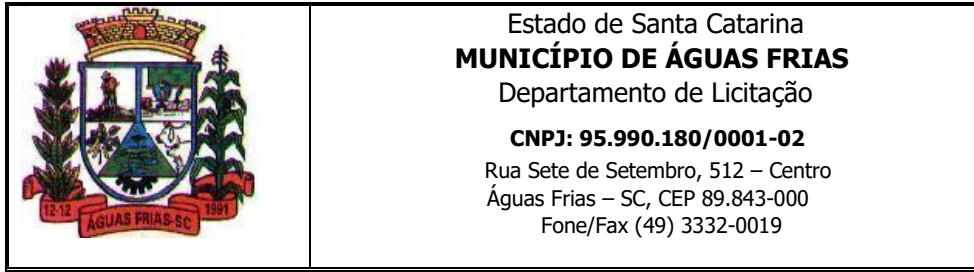 Estado de Santa Catarina
MUNICÍPIO DE ÁGUAS FRIAS
Departamento de Licitação
CNPJ: 95.990.180/0001-02
Rua Sete de Setembro, 512 – Centro
Águas Frias – SC, CEP 89.843-000
Fone/Fax (49) 3332-0019
12-12
ÁGUAS FRIAS-SC
1991